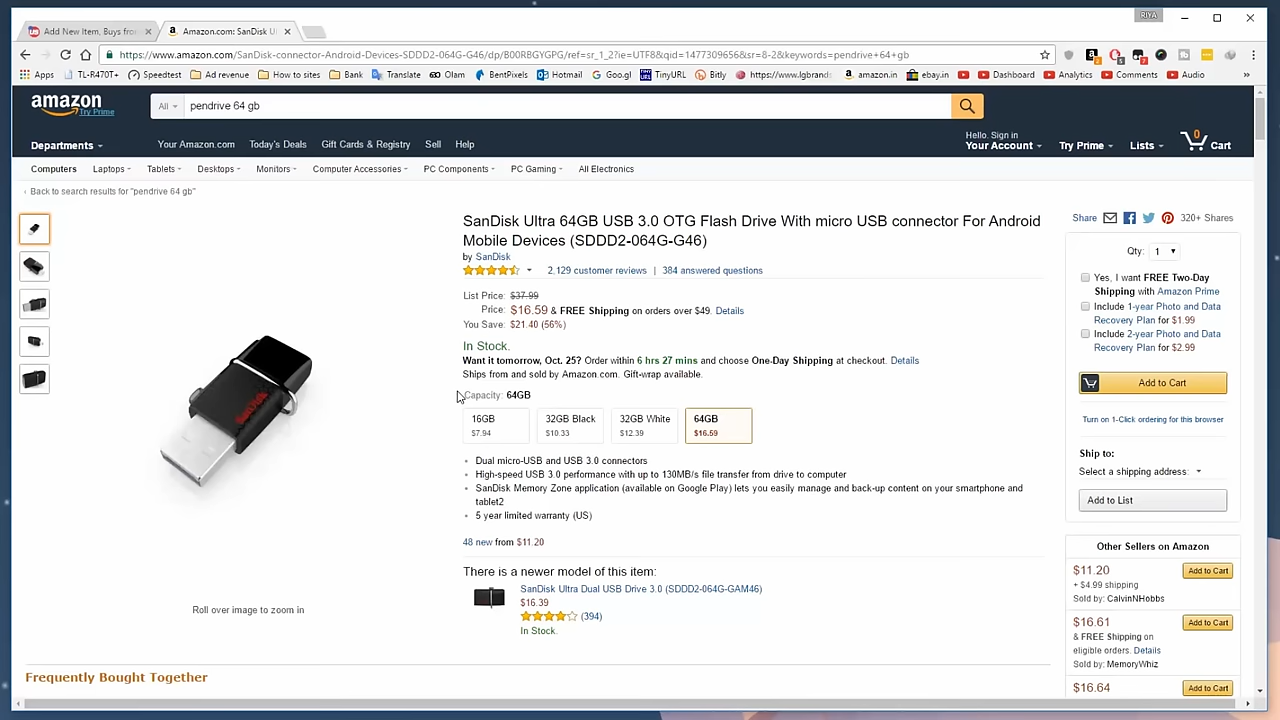 RIYA
Add New Item, Buys fro
Amazon.com: SanDisk U
https://www.amazon.com/SanDisk-connector-Android-Devices-SDDD2-064G-G46/dp/B00RBGYGPG/ref=sr_1_2?ie=UTF8&qid=1477309656&sr=8-2&keywords=pendrive+64+gb
Apps TL-R470T+ Speedtest Ad revenue How to sites Bank Translate Olam BentPixels Hotmail Goo.gl TinyURL Bitly https://www.lgbrands amazon.in ebay.in Dashboard Analytics Comments Audio »
amazon
Try Prime
All
pendrive 64 gb
Departments
Your Amazon.com Today's Deals Gift Cards & Registry Sell Help
Hello. Sign in
Your Account Try Prime Lists 0 Cart
Computers Laptops Tablets Desktops Monitors Computer Accessories PC Components PC Gaming All Electronics
‹ Back to search results for "pendrive 64 gb"
SanDisk Ultra 64GB USB 3.0 OTG Flash Drive With micro USB connector For Android
Mobile Devices (SDDD2-064G-G46)
by SanDisk
2,129 customer reviews | 384 answered questions
List Price: $37.99
Price: $16.59 & FREE Shipping on orders over $49. Details
You Save: $21.40 (56%)
In Stock.
Want it tomorrow, Oct. 25? Order within 6 hrs 27 mins and choose One-Day Shipping at checkout. Details
Ships from and sold by Amazon.com. Gift-wrap available.
Capacity: 64GB
16GB
$7.94
32GB Black
$10.33
32GB White
$12.39
64GB
$16.59
Dual micro-USB and USB 3.0 connectors
High-speed USB 3.0 performance with up to 130MB/s file transfer from drive to computer
SanDisk Memory Zone application (available on Google Play) lets you easily manage and back-up content on your smartphone and
tablet2
5 year limited warranty (US)
48 new from $11.20
There is a newer model of this item:
SanDisk Ultra Dual USB Drive 3.0 (SDDD2-064G-GAM46)
$16.39
(394)
In Stock.
SanDisk
Roll over image to zoom in
Frequently Bought Together
Share 320+ Shares
Qty: 1
Yes, I want FREE Two-Day
Shipping with Amazon Prime
Include 1-year Photo and Data
Recovery Plan for $1.99
Include 2-year Photo and Data
Recovery Plan for $2.99
Add to Cart
Turn on 1-Click ordering for this browser
Ship to:
Select a shipping address:
Add to List
Other Sellers on Amazon
$11.20 Add to Cart
+ $4.99 shipping
Sold by: CalvinNHobbs
$16.61 Add to Cart
& FREE Shipping on
eligible orders. Details
Sold by: MemoryWhiz
$16.64 Add to Cart